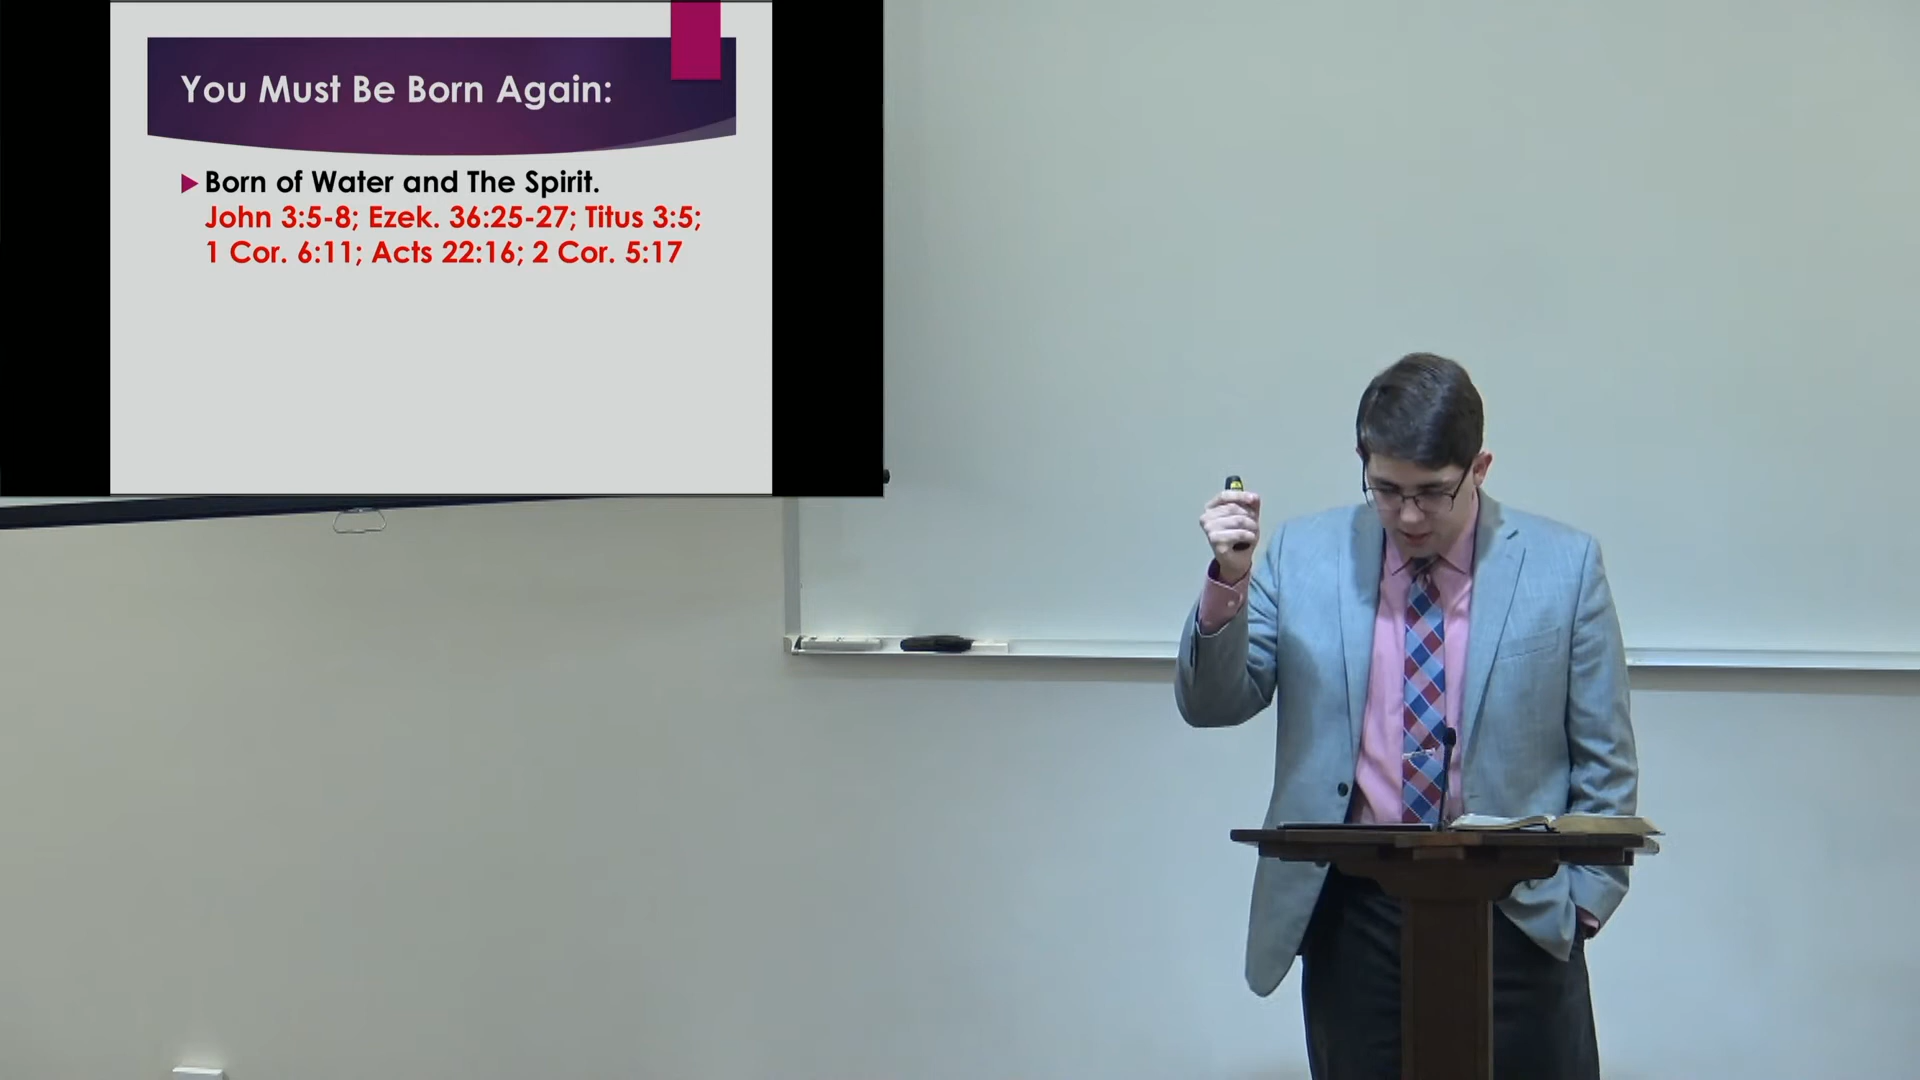 You Must Be Born Again:
Born of Water and The Spirit.
John 3:5-8; Ezek. 36:25-27; Titus 3:5;
1 Cor. 6:11; Acts 22:16; 2 Cor. 5:17